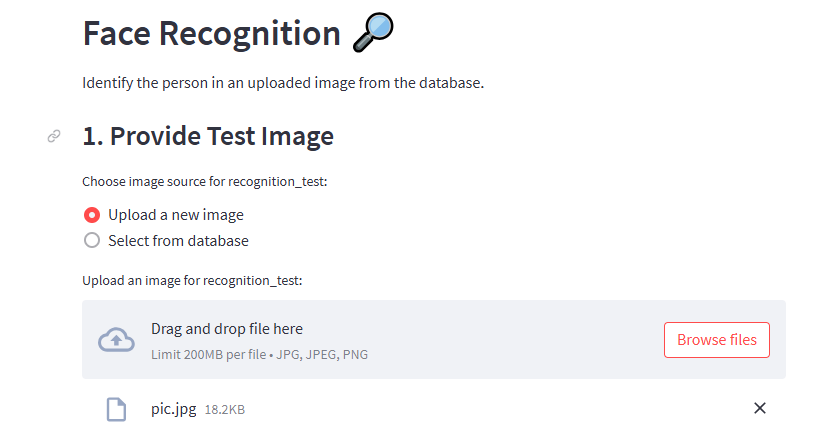 Face Recognition 🔎
Identify the person in an uploaded image from the database.
1. Provide Test Image
Choose image source for recognition_test:
Upload a new image
Select from database
Upload an image for recognition_test:
Drag and drop file here
Limit 200MB per file • JPG, JPEG, PNG
Browse files
pic.jpg 18.2KB